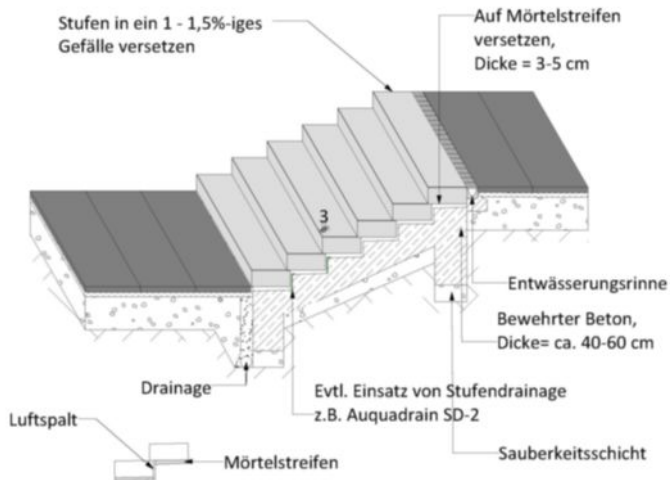 Stufen in ein 1 - 1,5%-iges
Gefälle versetzen
Auf Mörtelstreifen
versetzen,
Dicke = 3-5 cm
3
Entwässerungsrinne
Bewehrter Beton,
Dicke= ca. 40-60 cm
Drainage
Evtl. Einsatz von Stufendrainage
z.B. Auquadrain SD-2
Sauberkeitsschicht
Luftspalt
Mörtelstreifen